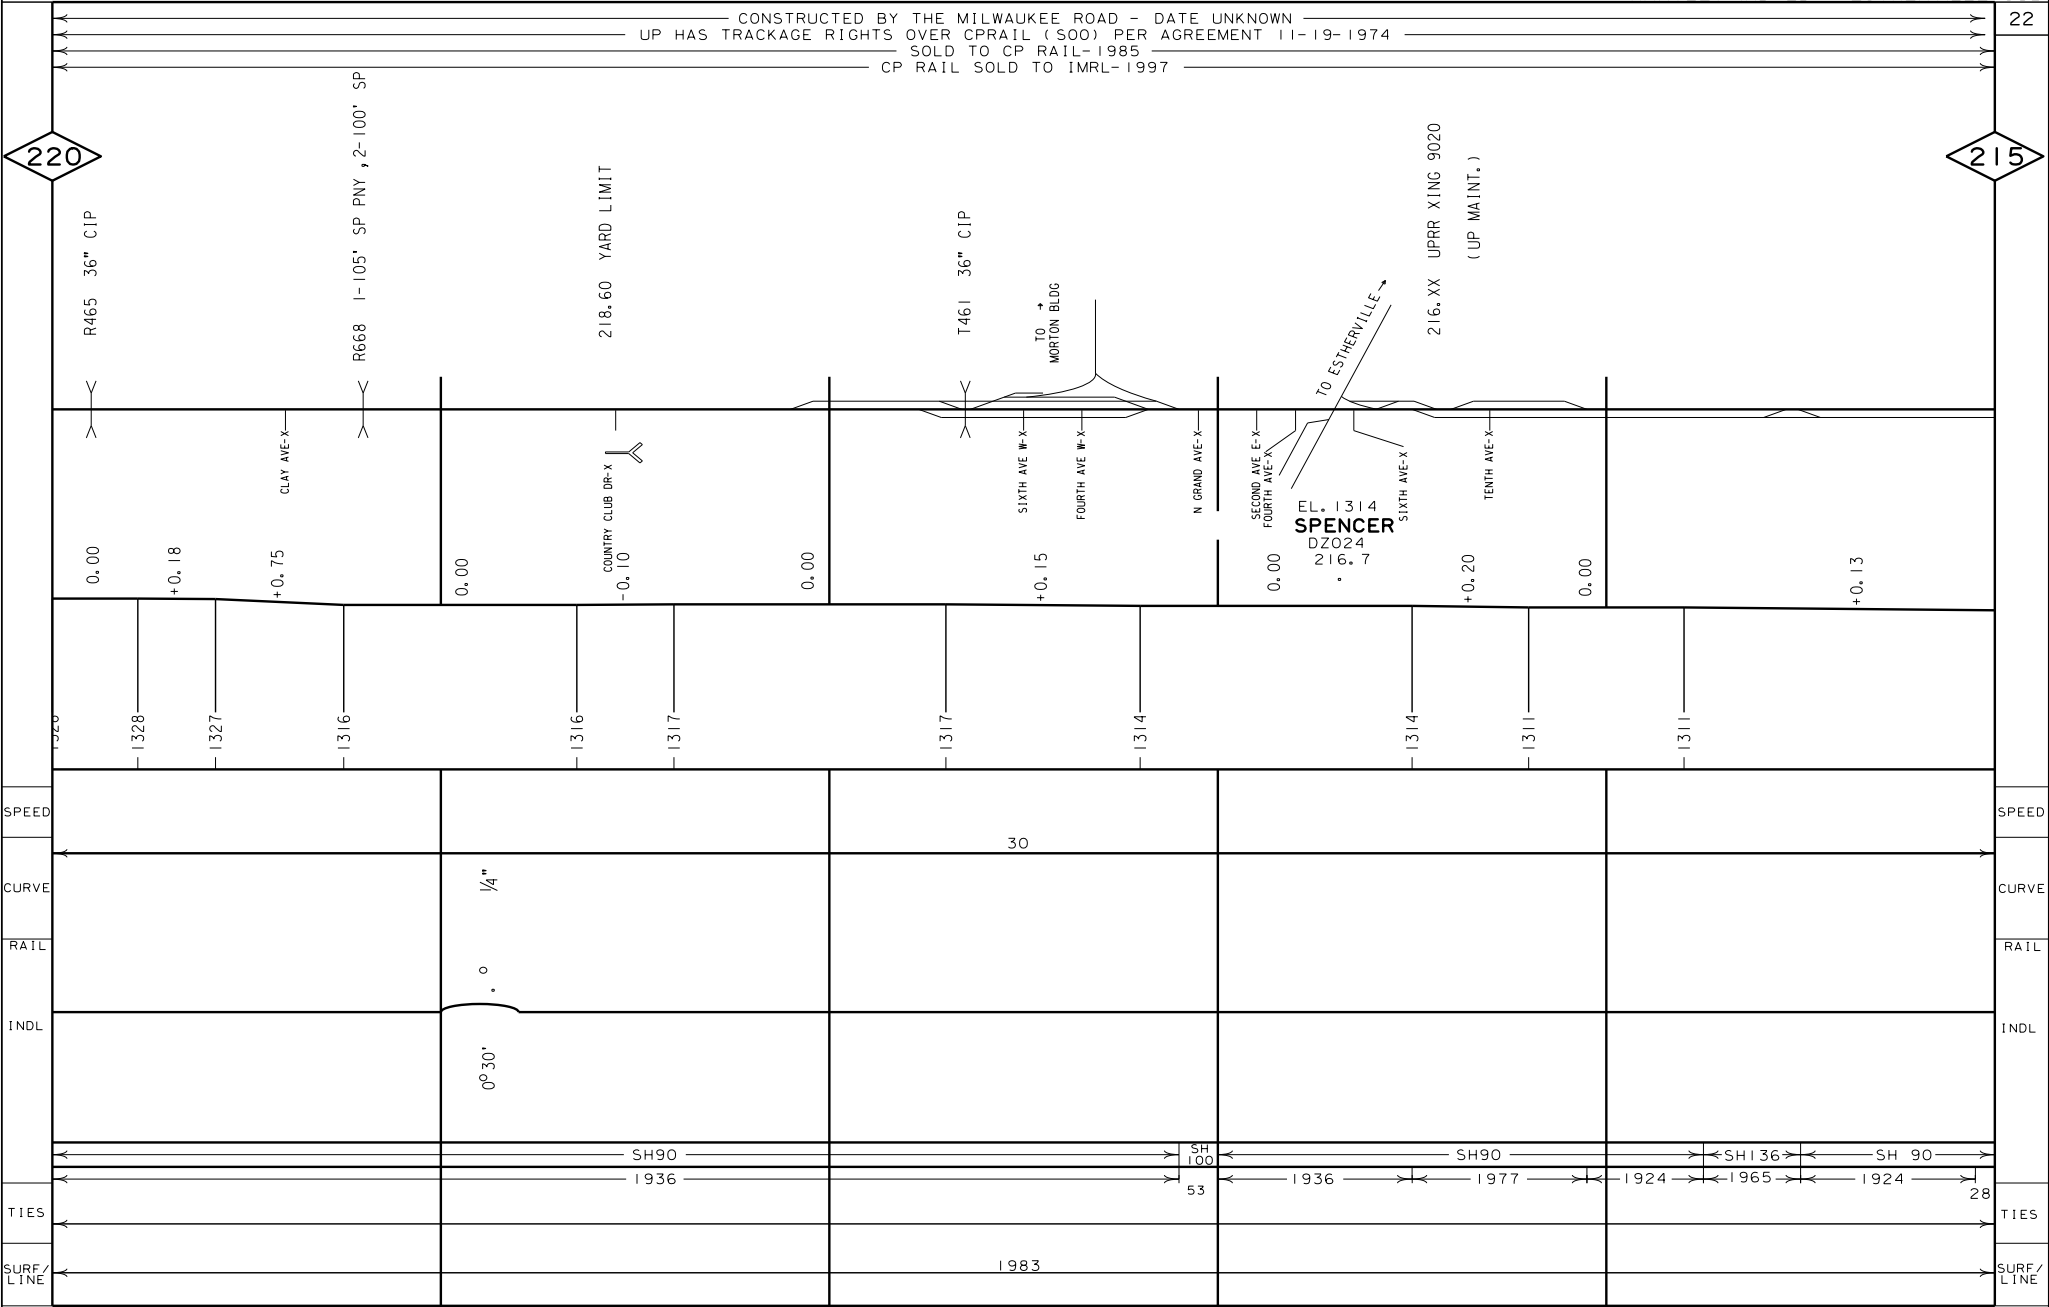 CONSTRUCTED BY THE MILWAUKEE ROAD - DATE UNKNOWN
22
UP HAS TRACKAGE RIGHTS OVER CPRAIL (SOO) PER AGREEMENT 11-19-1974
SOLD TO CP RAIL-1985
CP RAIL SOLD TO IMRL-1997
220
215
R465 36" CIP
R668 1-105' SP PNY ,2-100' SP
218.60 YARD LIMIT
T461 36" CIP
TO →
MORTON BLDG
TO ESTHERVILLE →
216.XX UPRR XING 9020
(UP MAINT.)
CLAY AVE-X
COUNTRY CLUB DR-X
SIXTH AVE W-X
FOURTH AVE W-X
N GRAND AVE-X
SECOND AVE E-X
FOURTH AVE-X
SIXTH AVE-X
TENTH AVE-X
EL. 1314
SPENCER
DZ024
216.7
0.00
+0.18
+0.75
0.00
-0.10
0.00
+0.15
0.00
+0.20
0.00
+0.13
1328
1327
1316
1316
1317
1317
1314
1314
1311
1311
SPEED
SPEED
30
CURVE
CURVE
1/4"
RAIL
RAIL
INDL
INDL
0°30'
SH90
SH
100
SH90
SH136
SH 90
1936
53
1936
1977
1924
1965
1924
28
TIES
TIES
SURF/
LINE
1983
SURF/
LINE